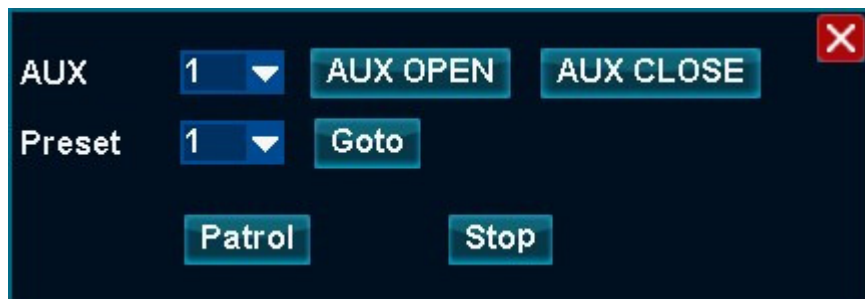 AUX 1 AUX OPEN AUX CLOSE
Preset 1 Goto
Patrol Stop